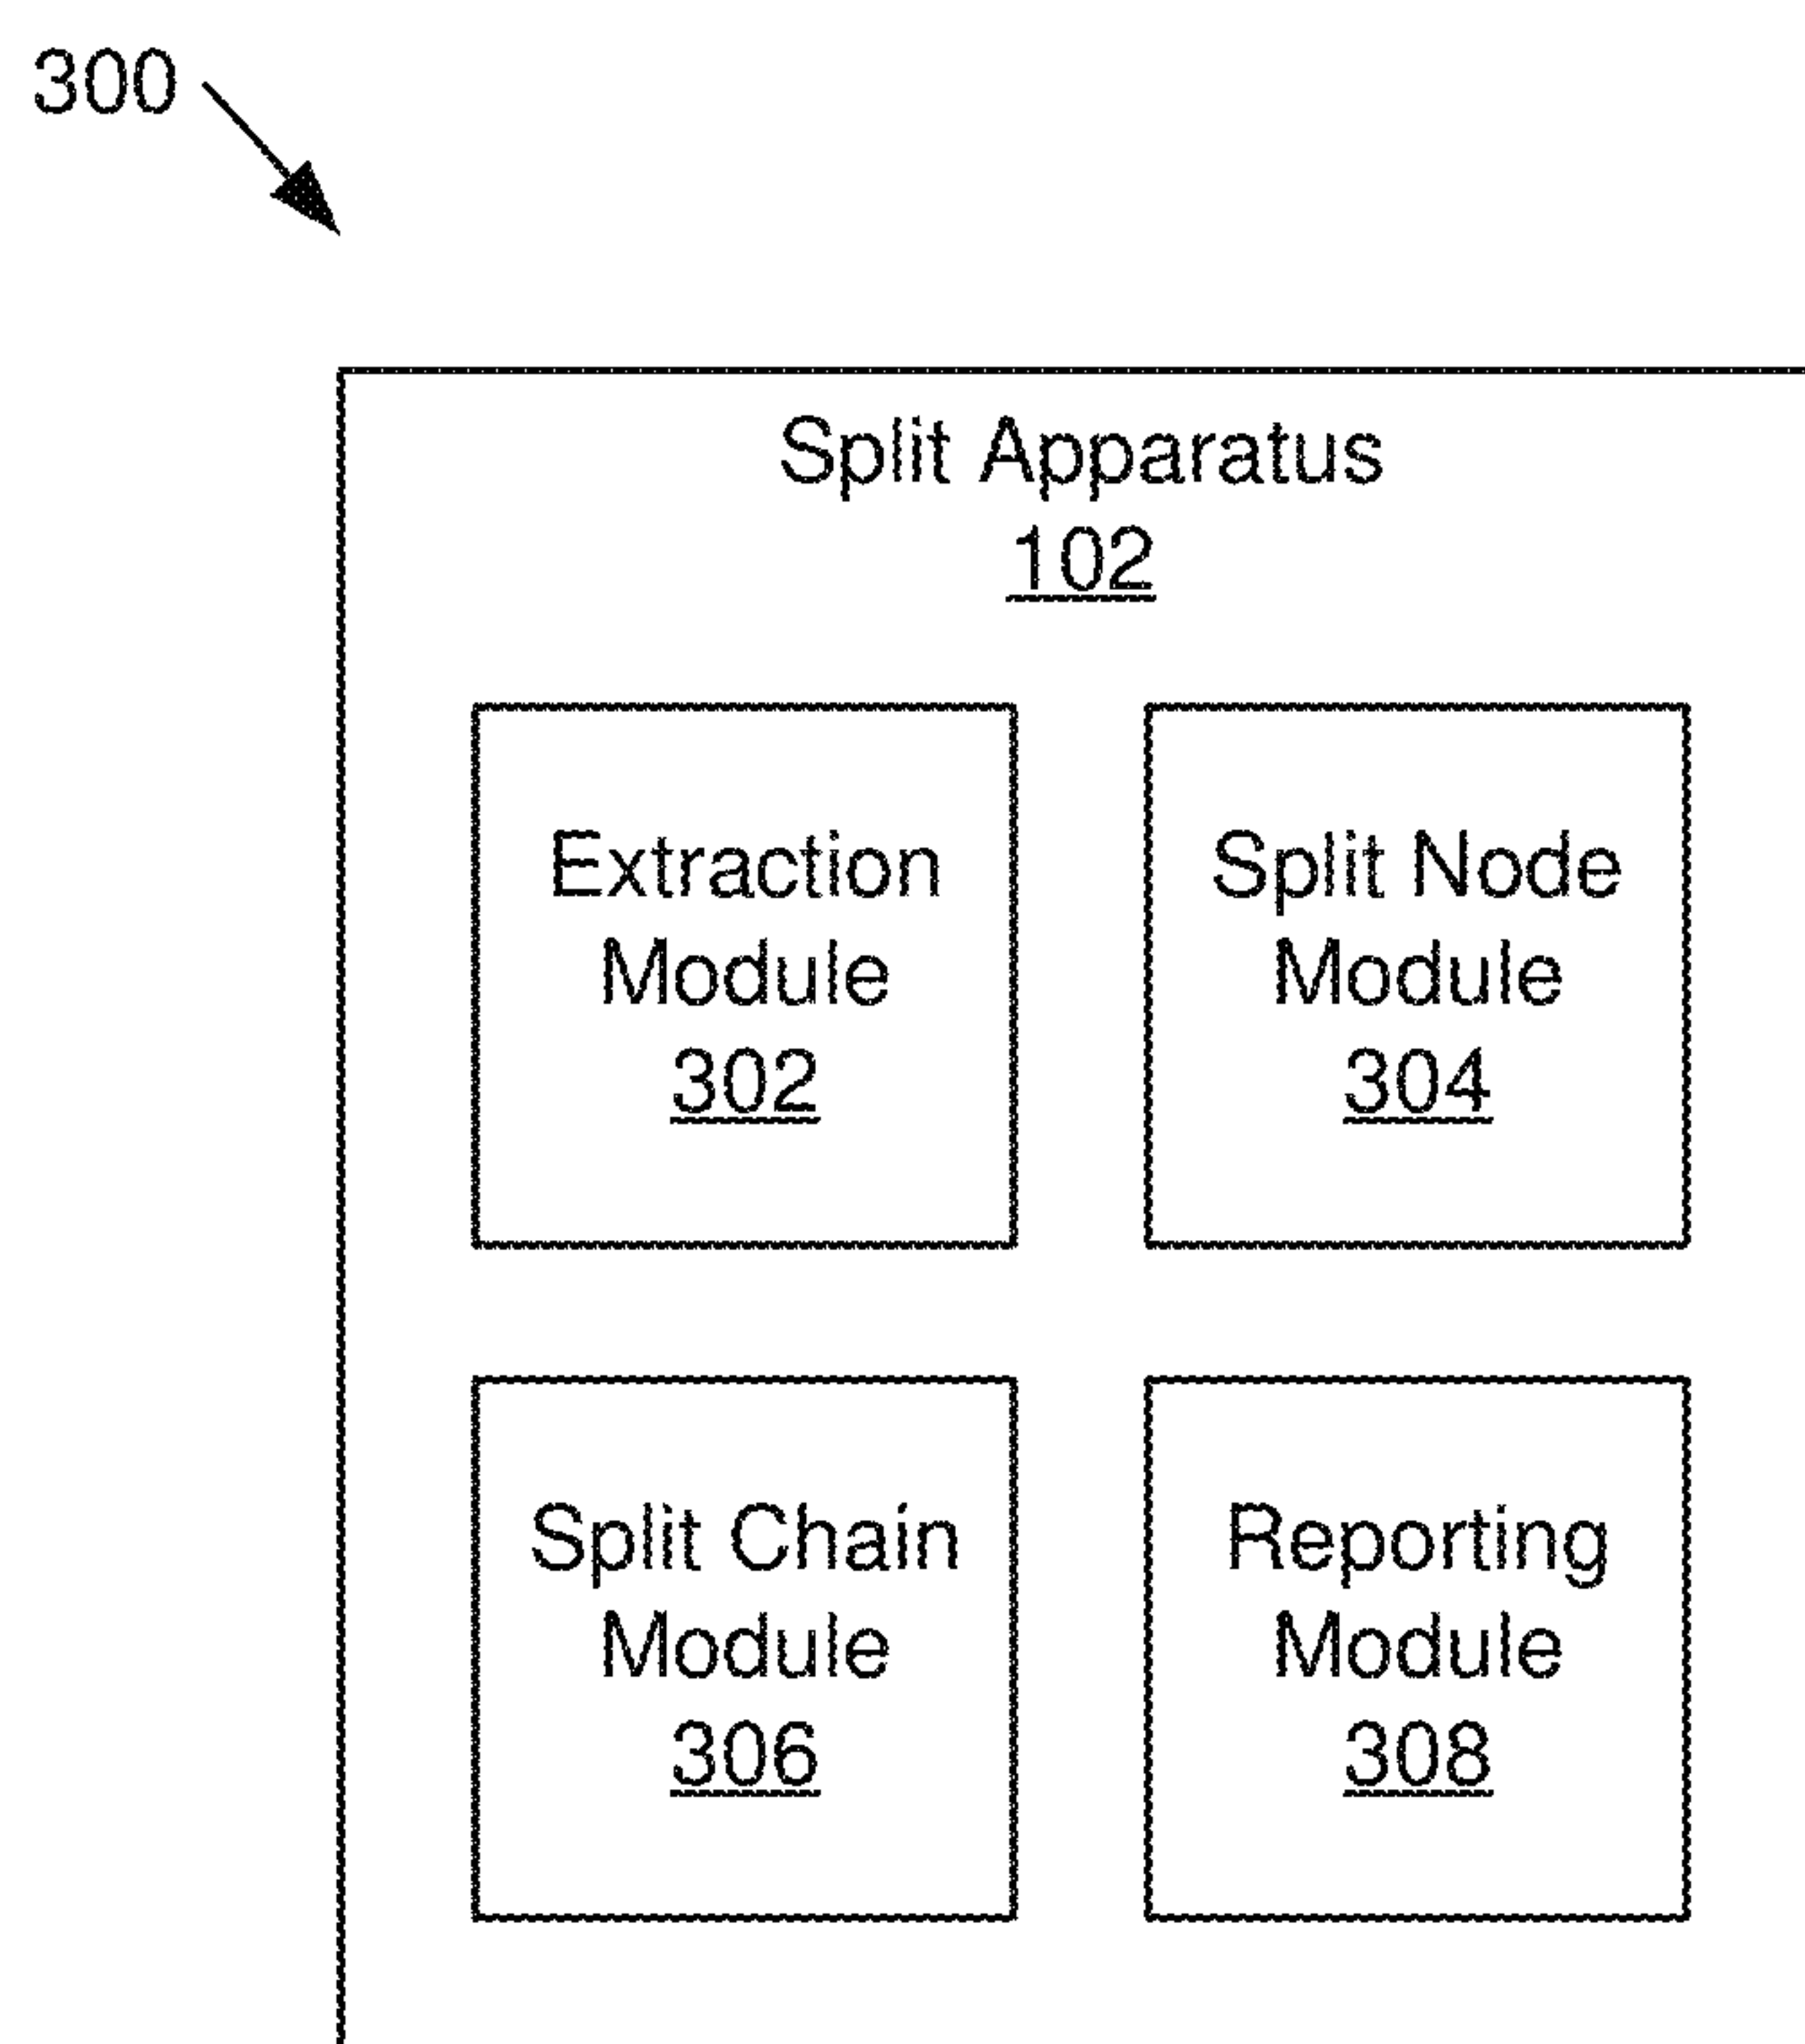 300
Split Apparatus
102
Extraction
Module
302
Split Node
Module
304
Split Chain
Module
306
Reporting
Module
308